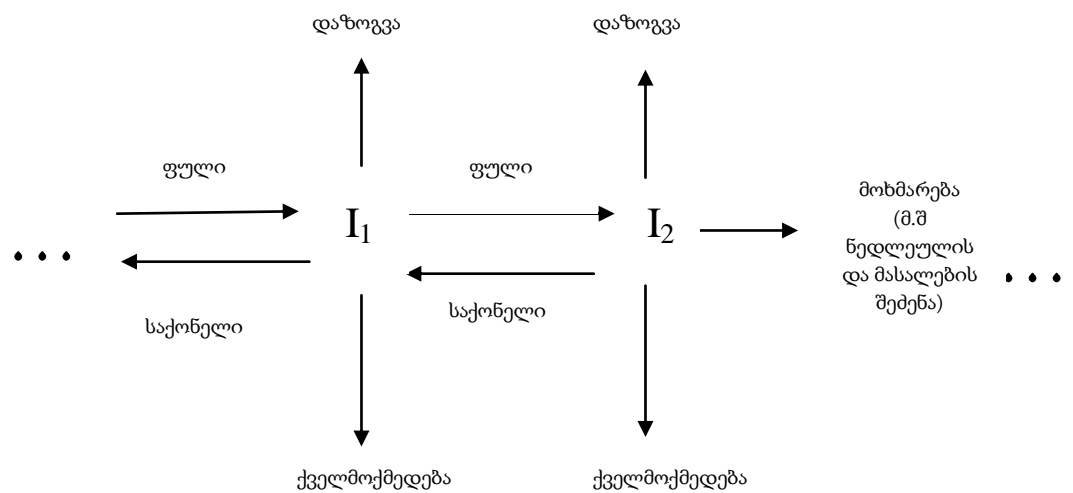 დაზოგვა
დაზოგვა
ფული
ფული
I₁
I₂
მოხმარება
(მ.შ
ნედლეულის
და მასალების
შეძენა)
...
...
საქონელი
საქონელი
ქველმოქმედება
ქველმოქმედება